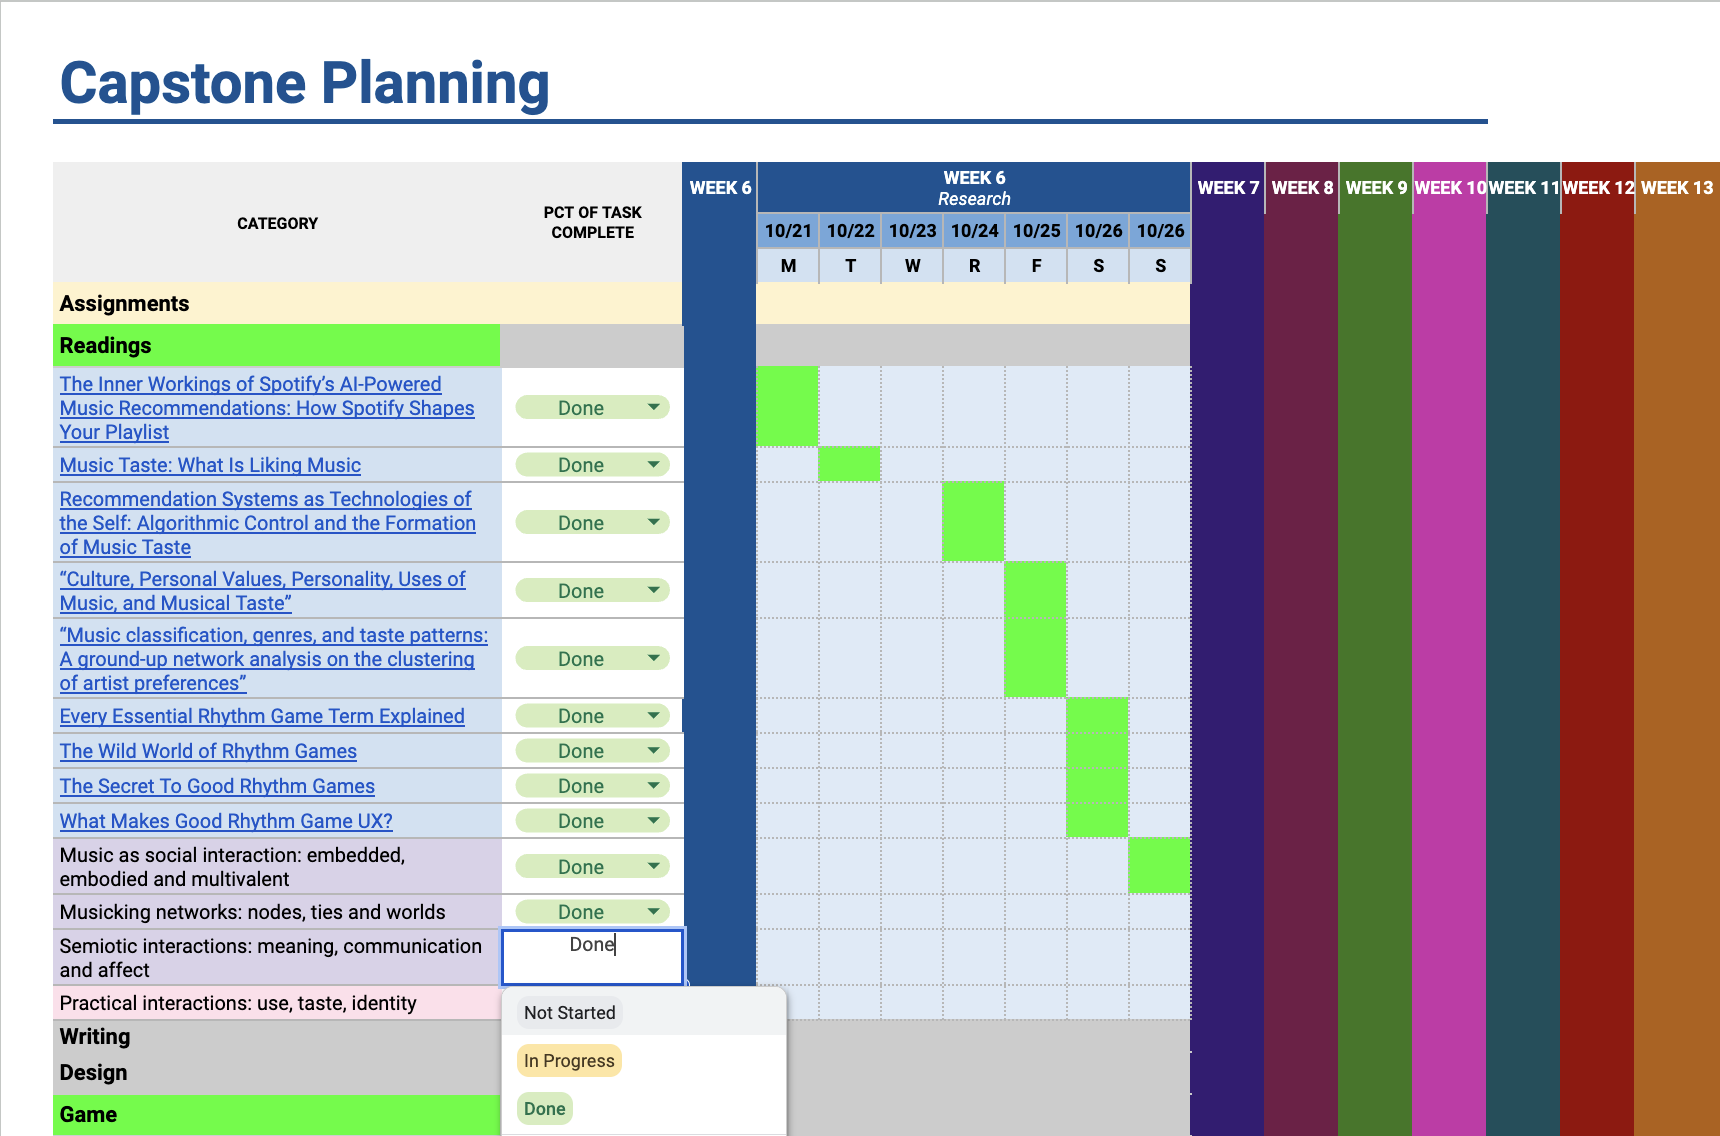 Capstone Planning
CATEGORY
PCT OF TASK
COMPLETE
WEEK 6
WEEK 6
Research
WEEK 7
WEEK 8
WEEK 9
WEEK 10
WEEK 11
WEEK 12
WEEK 13
10/21 10/22 10/23 10/24 10/25 10/26 10/26
M T W R F S S
Assignments
Readings
The Inner Workings of Spotify’s AI-Powered
Music Recommendations: How Spotify Shapes
Your Playlist
Done
Music Taste: What Is Liking Music
Done
Recommendation Systems as Technologies of
the Self: Algorithmic Control and the Formation
of Music Taste
Done
“Culture, Personal Values, Personality, Uses of
Music, and Musical Taste”
Done
“Music classification, genres, and taste patterns:
A ground-up network analysis on the clustering
of artist preferences”
Done
Every Essential Rhythm Game Term Explained
Done
The Wild World of Rhythm Games
Done
The Secret To Good Rhythm Games
Done
What Makes Good Rhythm Game UX?
Done
Music as social interaction: embedded,
embodied and multivalent
Done
Musicking networks: nodes, ties and worlds
Done
Semiotic interactions: meaning, communication
and affect
Done
Practical interactions: use, taste, identity
Not Started
In Progress
Done
Writing
Design
Game